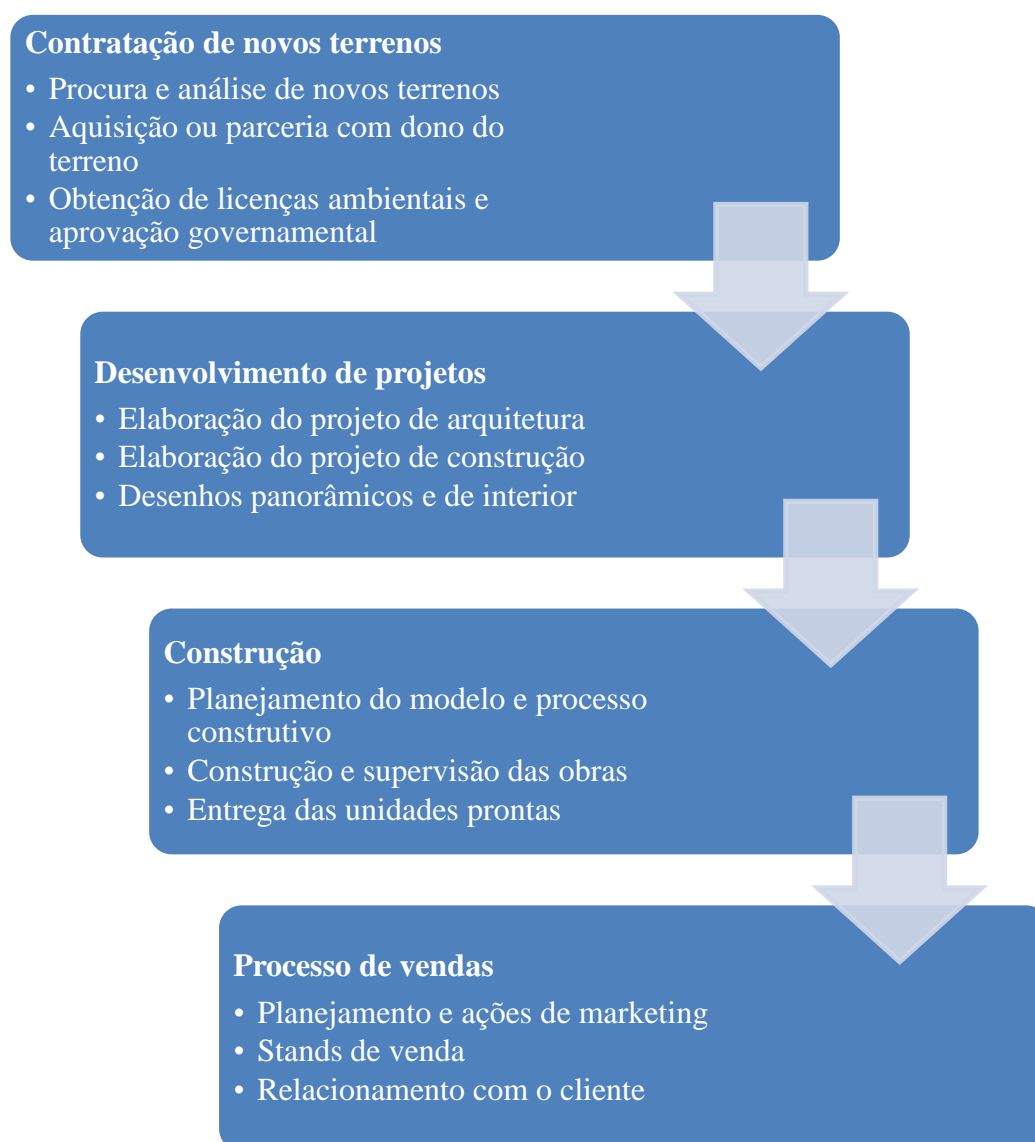 Contratação de novos terrenos
• Procura e análise de novos terrenos
• Aquisição ou parceria com dono do
terreno
• Obtenção de licenças ambientais e
aprovação governamental
Desenvolvimento de projetos
• Elaboração do projeto de arquitetura
• Elaboração do projeto de construção
• Desenhos panorâmicos e de interior
Construção
• Planejamento do modelo e processo
construtivo
• Construção e supervisão das obras
• Entrega das unidades prontas
Processo de vendas
• Planejamento e ações de marketing
• Stands de venda
• Relacionamento com o cliente